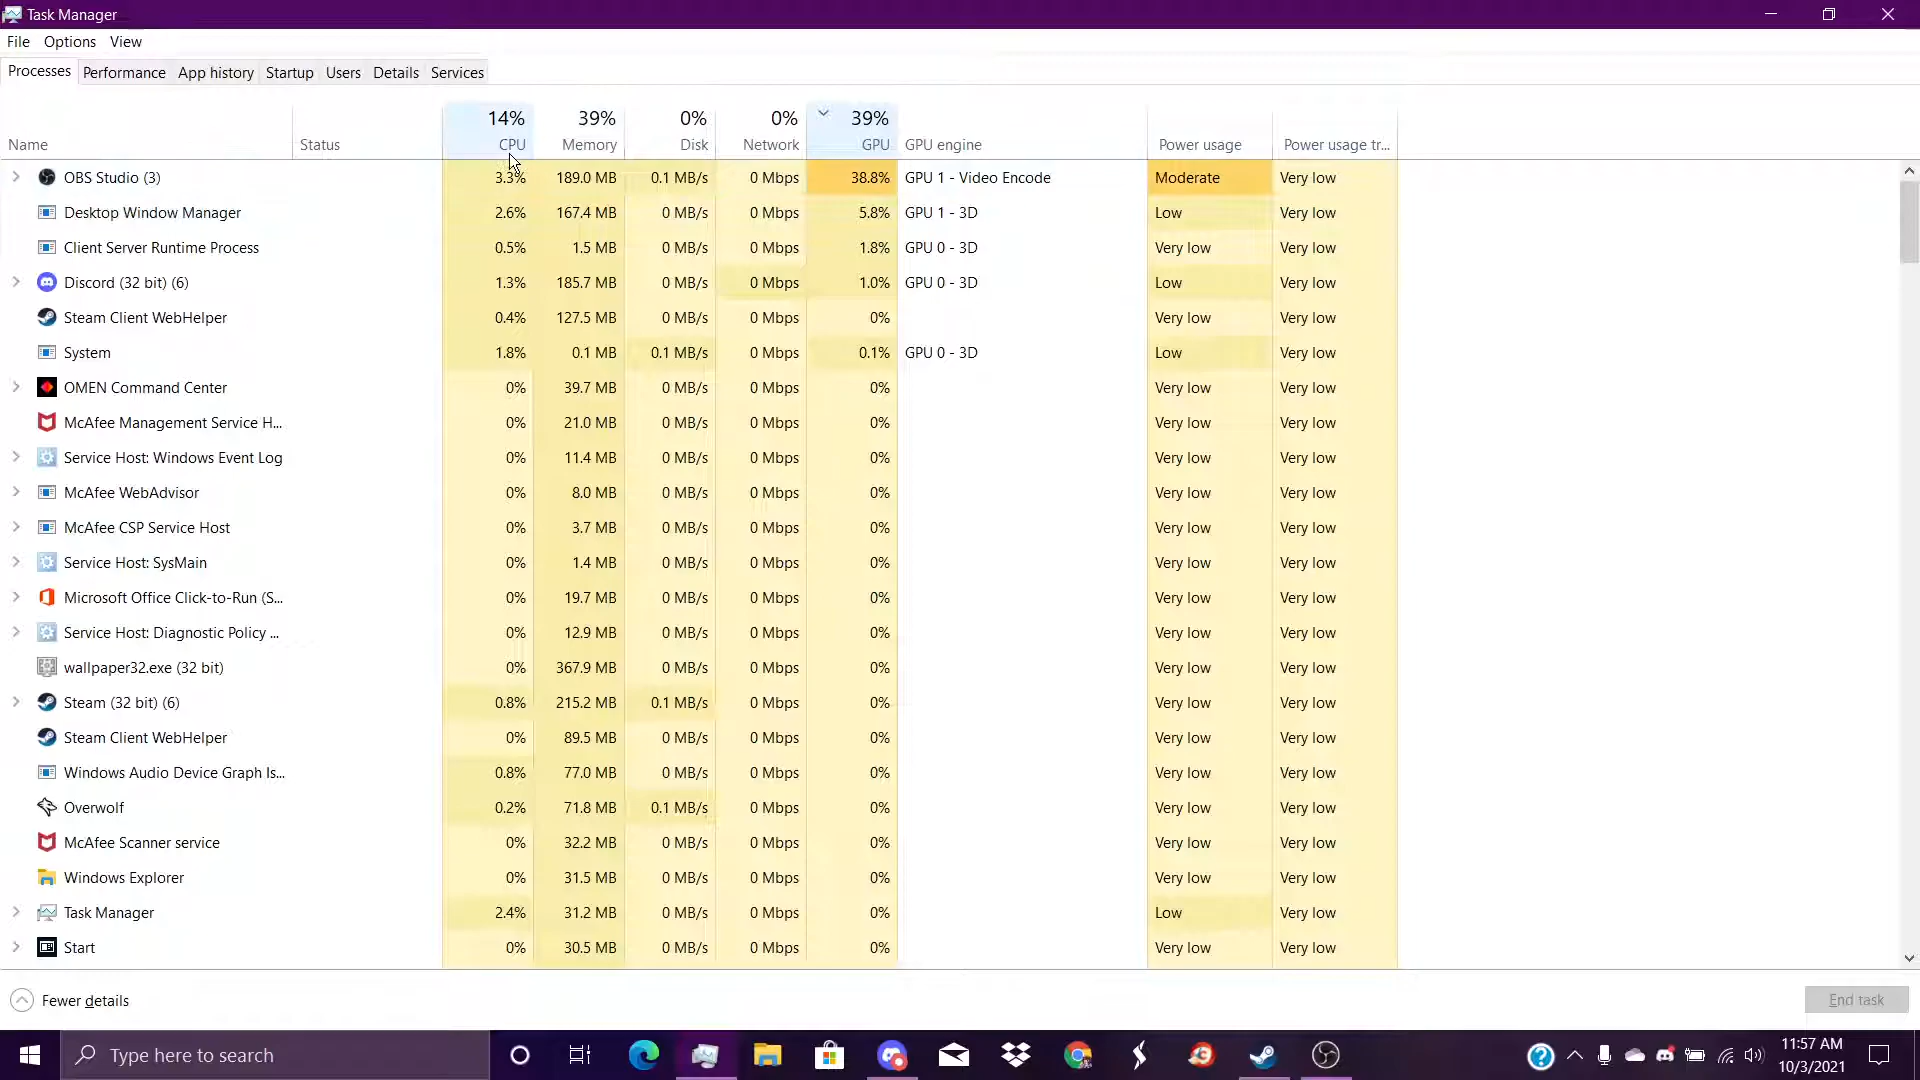 Task Manager
File Options View
Processes Performance App history Startup Users Details Services
14% 39% 0% 0% 39%
Name Status CPU Memory Disk Network GPU GPU engine Power usage Power usage tr...
OBS Studio (3) 3.3% 189.0 MB 0.1 MB/s 0 Mbps 38.8% GPU 1 - Video Encode Moderate Very low
Desktop Window Manager 2.6% 167.4 MB 0 MB/s 0 Mbps 5.8% GPU 1 - 3D Low Very low
Client Server Runtime Process 0.5% 1.5 MB 0 MB/s 0 Mbps 1.8% GPU 0 - 3D Very low Very low
Discord (32 bit) (6) 1.3% 185.7 MB 0 MB/s 0 Mbps 1.0% GPU 0 - 3D Low Very low
Steam Client WebHelper 0.4% 127.5 MB 0 MB/s 0 Mbps 0% Very low Very low
System 1.8% 0.1 MB 0.1 MB/s 0 Mbps 0.1% GPU 0 - 3D Low Very low
OMEN Command Center 0% 39.7 MB 0 MB/s 0 Mbps 0% Very low Very low
McAfee Management Service H... 0% 21.0 MB 0 MB/s 0 Mbps 0% Very low Very low
Service Host: Windows Event Log 0% 11.4 MB 0 MB/s 0 Mbps 0% Very low Very low
McAfee WebAdvisor 0% 8.0 MB 0 MB/s 0 Mbps 0% Very low Very low
McAfee CSP Service Host 0% 3.7 MB 0 MB/s 0 Mbps 0% Very low Very low
Service Host: SysMain 0% 1.4 MB 0 MB/s 0 Mbps 0% Very low Very low
Microsoft Office Click-to-Run (S... 0% 19.7 MB 0 MB/s 0 Mbps 0% Very low Very low
Service Host: Diagnostic Policy ... 0% 12.9 MB 0 MB/s 0 Mbps 0% Very low Very low
wallpaper32.exe (32 bit) 0% 367.9 MB 0 MB/s 0 Mbps 0% Very low Very low
Steam (32 bit) (6) 0.8% 215.2 MB 0.1 MB/s 0 Mbps 0% Very low Very low
Steam Client WebHelper 0% 89.5 MB 0 MB/s 0 Mbps 0% Very low Very low
Windows Audio Device Graph Is... 0.8% 77.0 MB 0 MB/s 0 Mbps 0% Very low Very low
Overwolf 0.2% 71.8 MB 0.1 MB/s 0 Mbps 0% Very low Very low
McAfee Scanner service 0% 32.2 MB 0 MB/s 0 Mbps 0% Very low Very low
Windows Explorer 0% 31.5 MB 0 MB/s 0 Mbps 0% Very low Very low
Task Manager 2.4% 31.2 MB 0 MB/s 0 Mbps 0% Low Very low
Start 0% 30.5 MB 0 MB/s 0 Mbps 0% Very low Very low
Fewer details End task
Type here to search
11:57 AM
10/3/2021